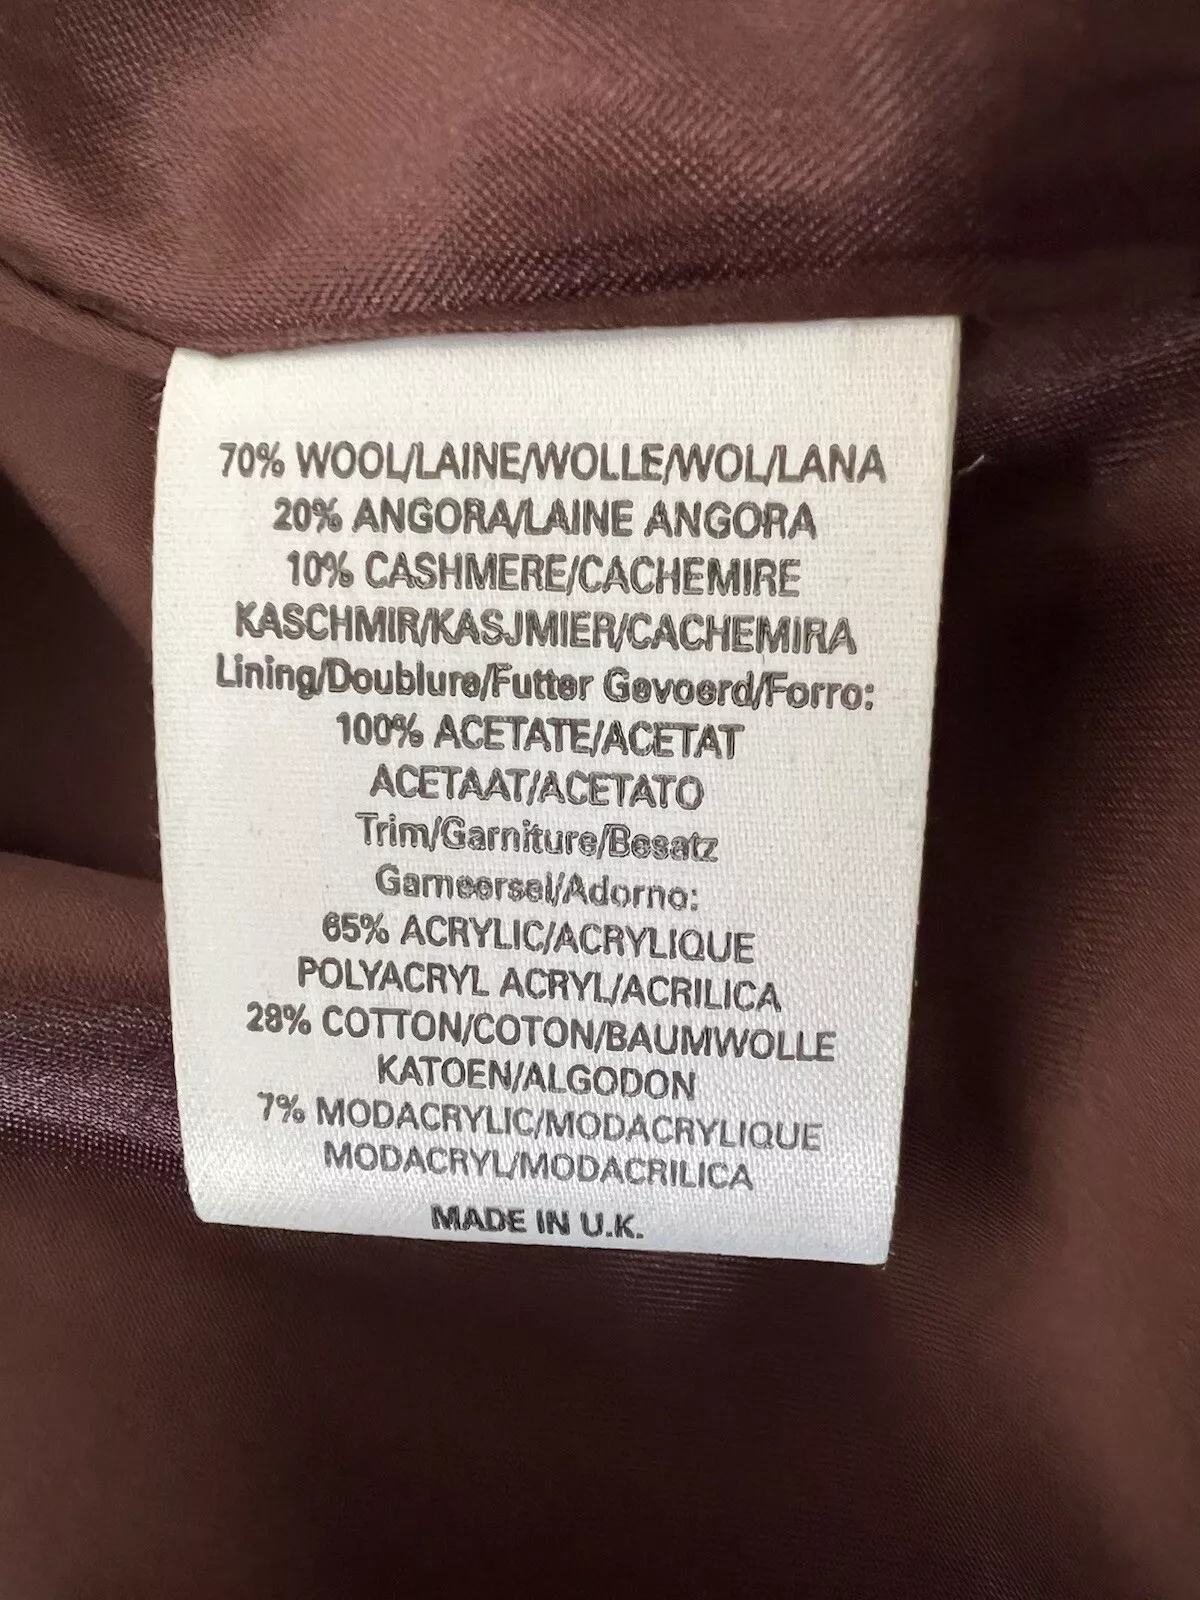 70% WOOL/LAINE/WOLLE/WOL/LANA
20% ANGORA/LAINE ANGORA
10% CASHMERE/CACHEMIRE
KASCHMIR/KASJMIER/CACHEMIRA
Lining/Doublure/Futter Gevoerd/Forro:
100% ACETATE/ACETAT
ACETAAT/ACETATO
Trim/Garniture/Besatz
Garneersel/Adorno:
65% ACRYLIC/ACRYLIQUE
POLYACRYL ACRYL/ACRILICA
28% COTTON/COTON/BAUMWOLLE
KATOEN/ALGODON
7% MODACRYLIC/MODACRYLIQUE
MODACRYL/MODACRILICA
MADE IN U.K.